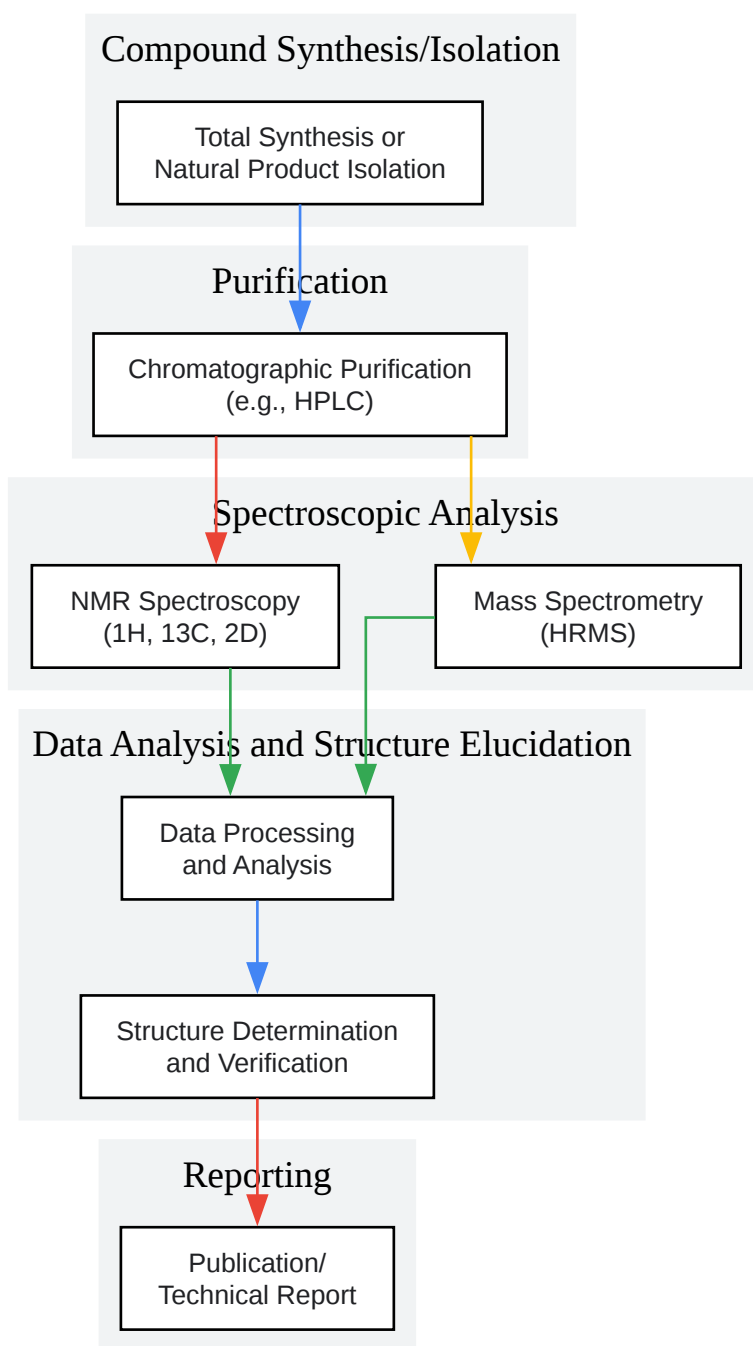 Compound Synthesis/Isolation
Total Synthesis or
Natural Product Isolation
Purification
Chromatographic Purification
(e.g., HPLC)
Spectroscopic Analysis
NMR Spectroscopy
(1H, 13C, 2D)
Mass Spectrometry
(HRMS)
Data Analysis and Structure Elucidation
Data Processing
and Analysis
Structure Determination
and Verification
Reporting
Publication/
Technical Report